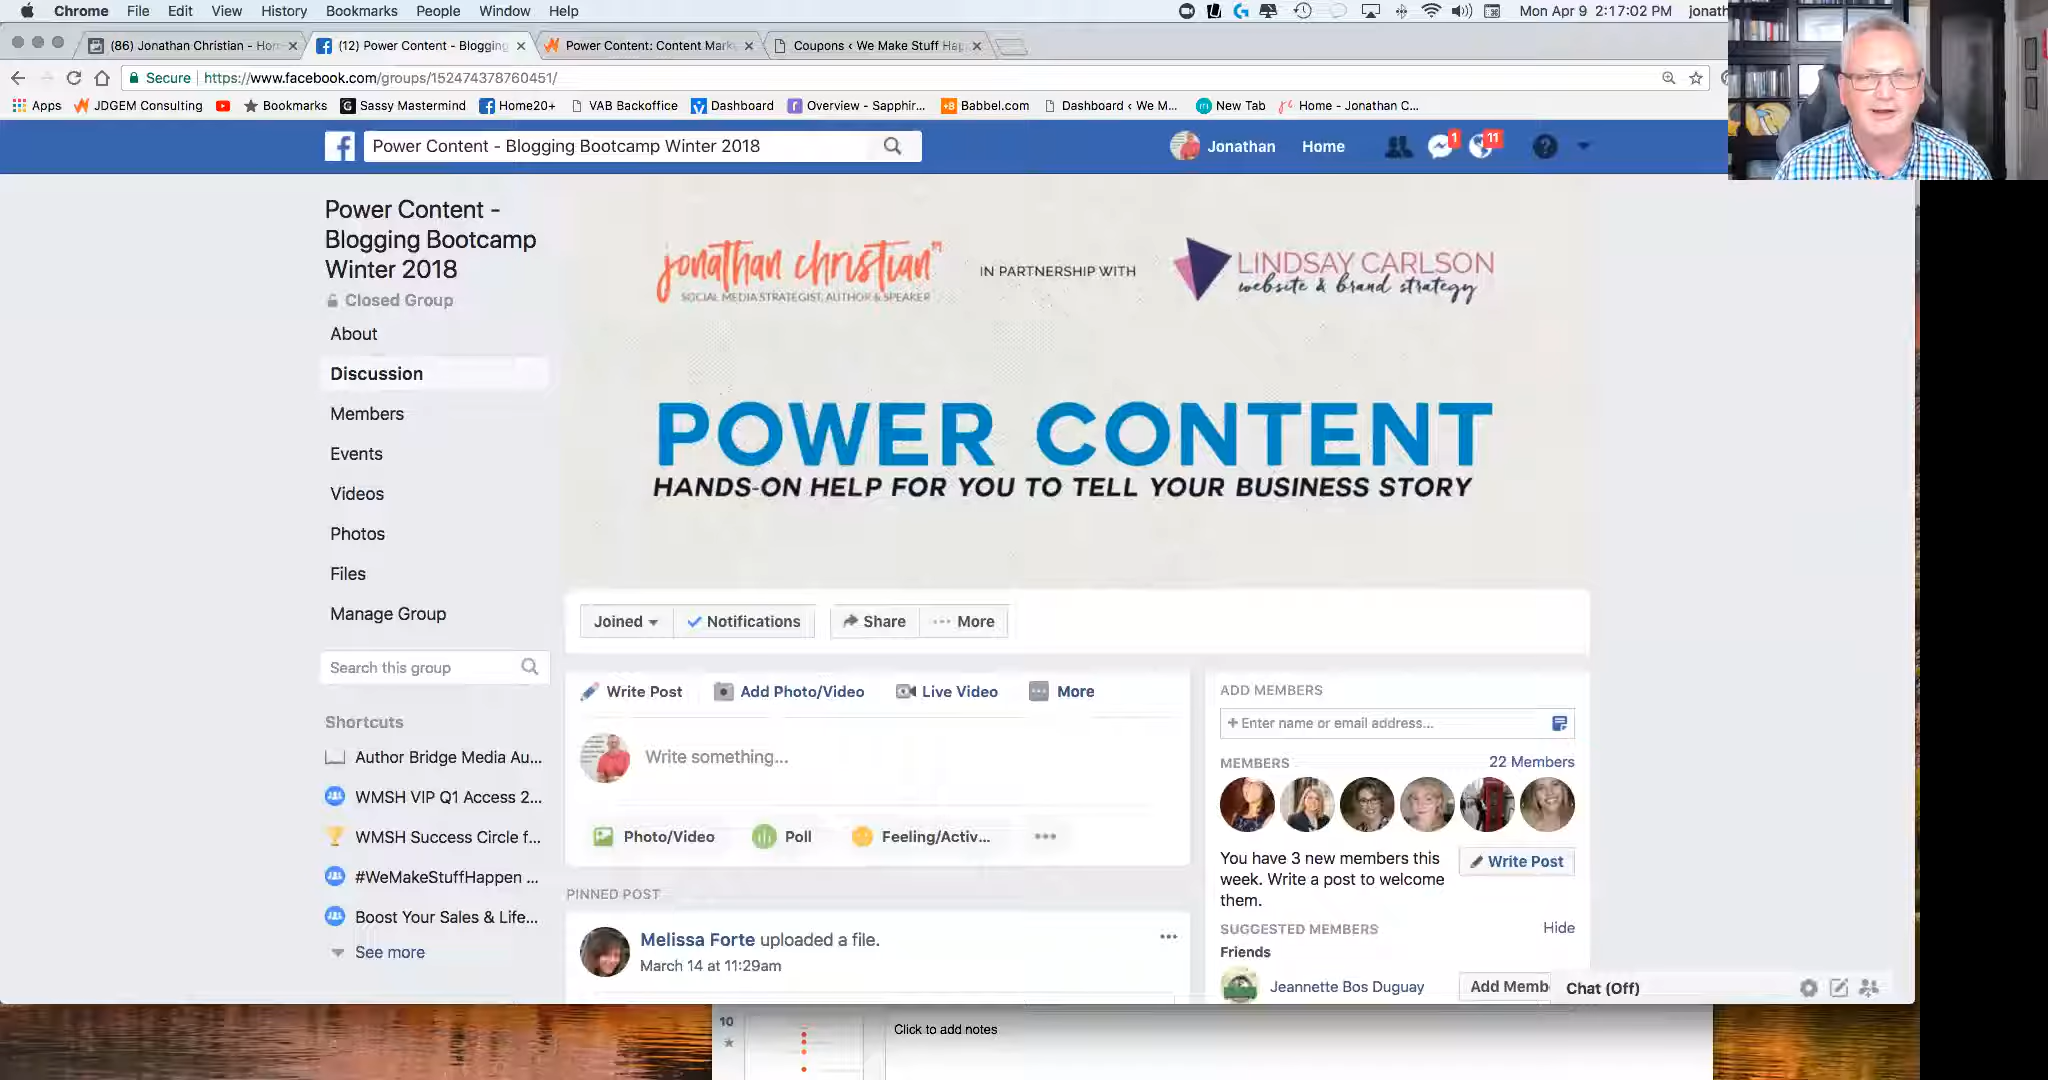 Chrome File Edit View History Bookmarks People Window Help
Mon Apr 9 2:17:02 PM jonath
(86) Jonathan Christian - Hom
(12) Power Content - Blogging
Power Content: Content Mark
Coupons ‹ We Make Stuff Hap
Secure https://www.facebook.com/groups/152474378760451/
Apps JDGEM Consulting Bookmarks Sassy Mastermind Home20+ VAB Backoffice Dashboard Overview - Sapphir... Babbel.com Dashboard ‹ We M... New Tab Home - Jonathan C...
Power Content - Blogging Bootcamp Winter 2018
Jonathan Home 1 11
Power Content -
Blogging Bootcamp
Winter 2018
Closed Group
About
Discussion
Members
Events
Videos
Photos
Files
Manage Group
Search this group
Shortcuts
Author Bridge Media Au...
WMSH VIP Q1 Access 2...
WMSH Success Circle f...
#WeMakeStuffHappen ...
Boost Your Sales & Life...
See more
jonathan christian
SOCIAL MEDIA STRATEGIST, AUTHOR & SPEAKER
IN PARTNERSHIP WITH
LINDSAY CARLSON
website & brand strategy
POWER CONTENT
HANDS-ON HELP FOR YOU TO TELL YOUR BUSINESS STORY
Joined Notifications Share More
Write Post Add Photo/Video Live Video More
Write something...
Photo/Video Poll Feeling/Activ...
PINNED POST
Melissa Forte uploaded a file.
March 14 at 11:29am
ADD MEMBERS
+ Enter name or email address...
MEMBERS 22 Members
You have 3 new members this
week. Write a post to welcome
them.
Write Post
SUGGESTED MEMBERS Hide
Friends
Jeannette Bos Duguay Add Memb
Chat (Off)
10
Click to add notes